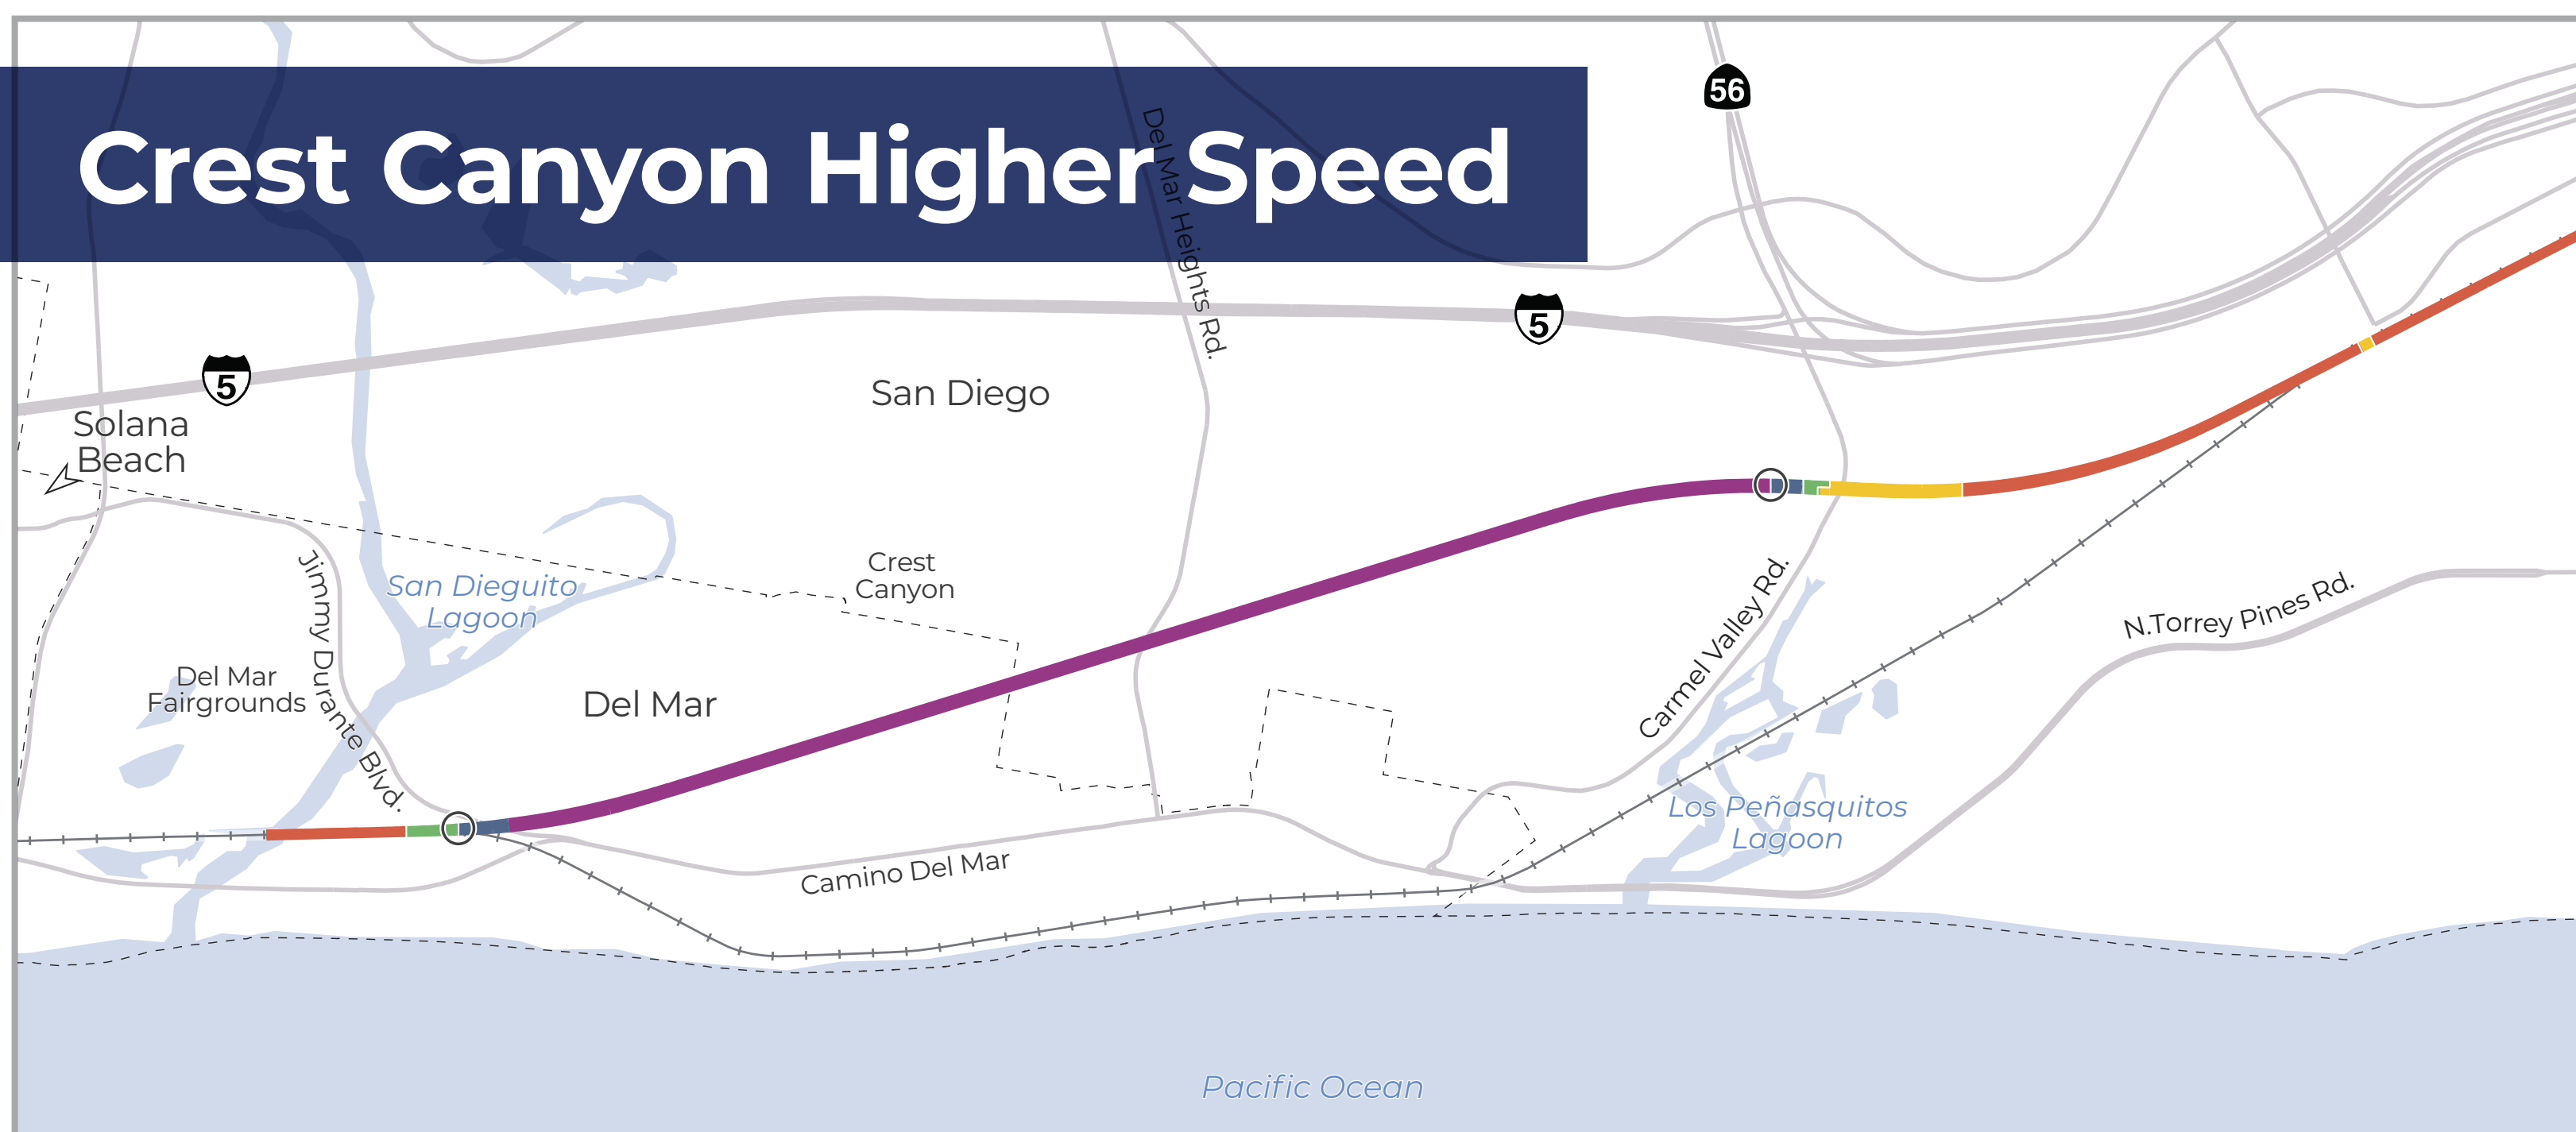 Crest Canyon Higher Speed
56
Del Mar Heights Rd.
5
5
San Diego
Solana
Beach
Crest
Canyon
San Dieguito
Lagoon
Jimmy Durante Blvd.
Del Mar
Fairgrounds
Del Mar
Carmel Valley Rd.
N.Torrey Pines Rd.
Los Peñasquitos
Lagoon
Camino Del Mar
Pacific Ocean